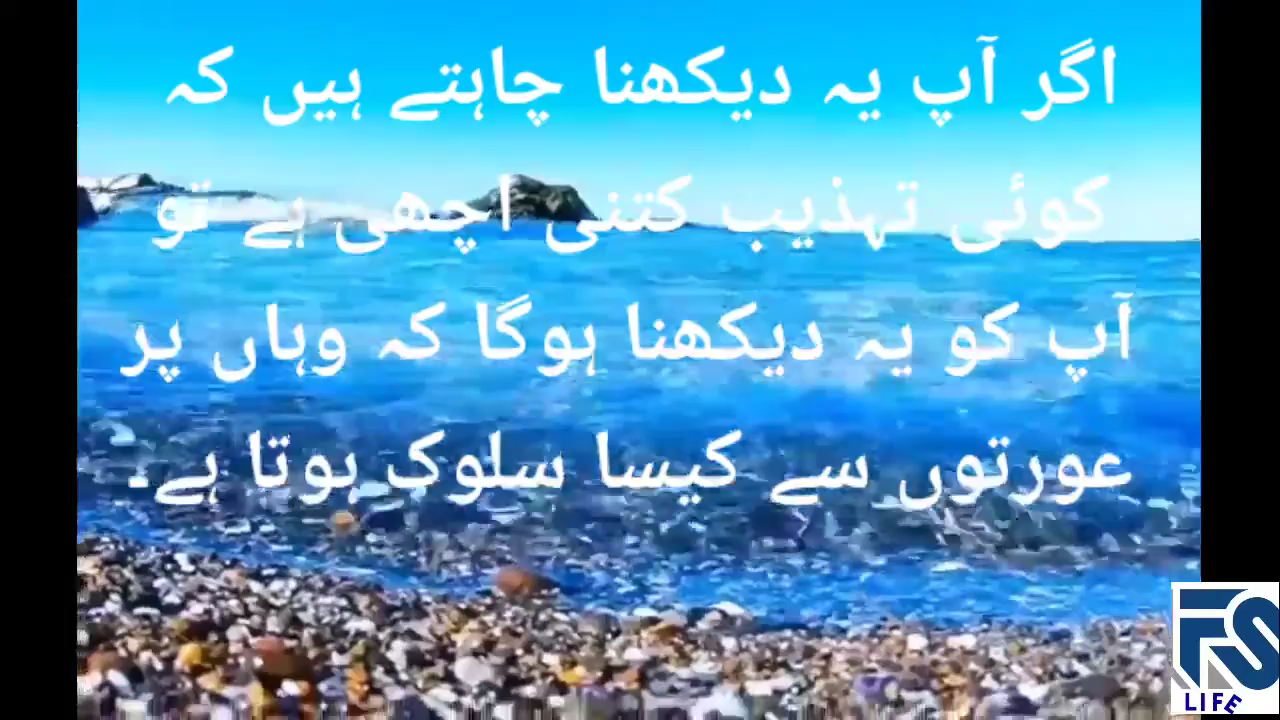 اگر آپ یہ دیکھنا چاہتے ہیں کہ
کوئی تہذیب کتنی اچھی ہے تو
آپ کو یہ دیکھنا ہوگا کہ وہاں پر
عورتوں سے کیسا سلوک ہوتا ہے۔
FS
LIFE